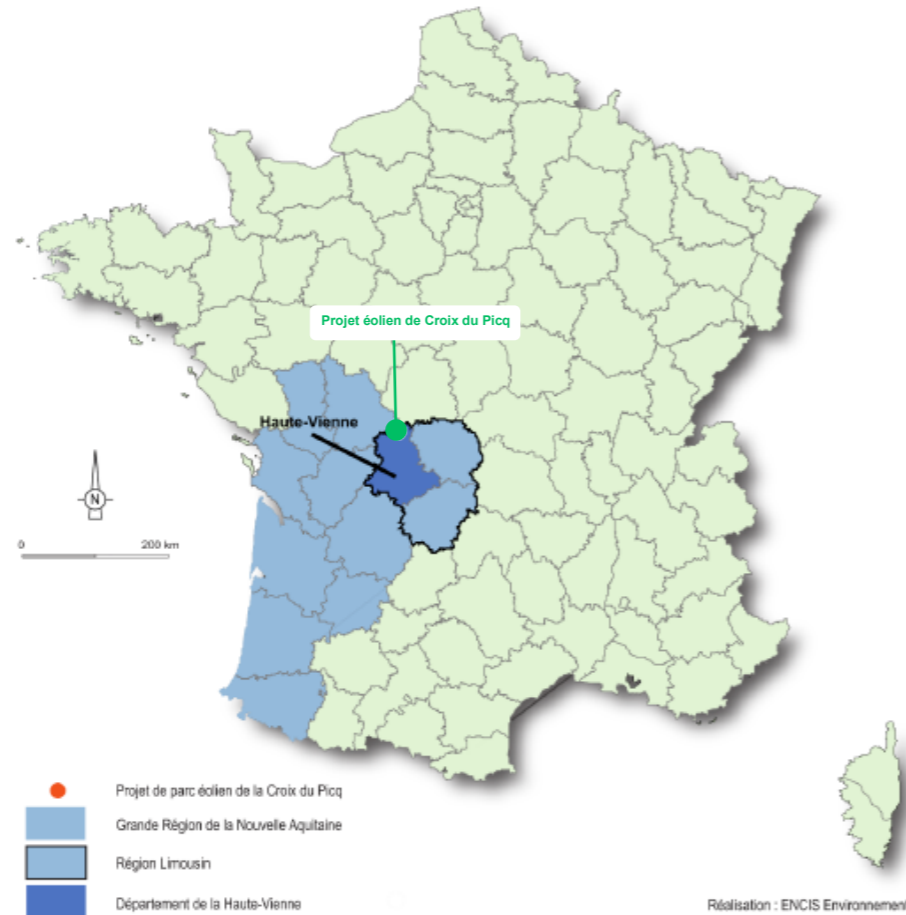 Projet éolien de Croix du Picq
Haute-Vienne
N
0 200 km
Projet de parc éolien de la Croix du Picq
Grande Région de la Nouvelle Aquitaine
Région Limousin
Département de la Haute-Vienne
Réalisation : ENCIS Environnement